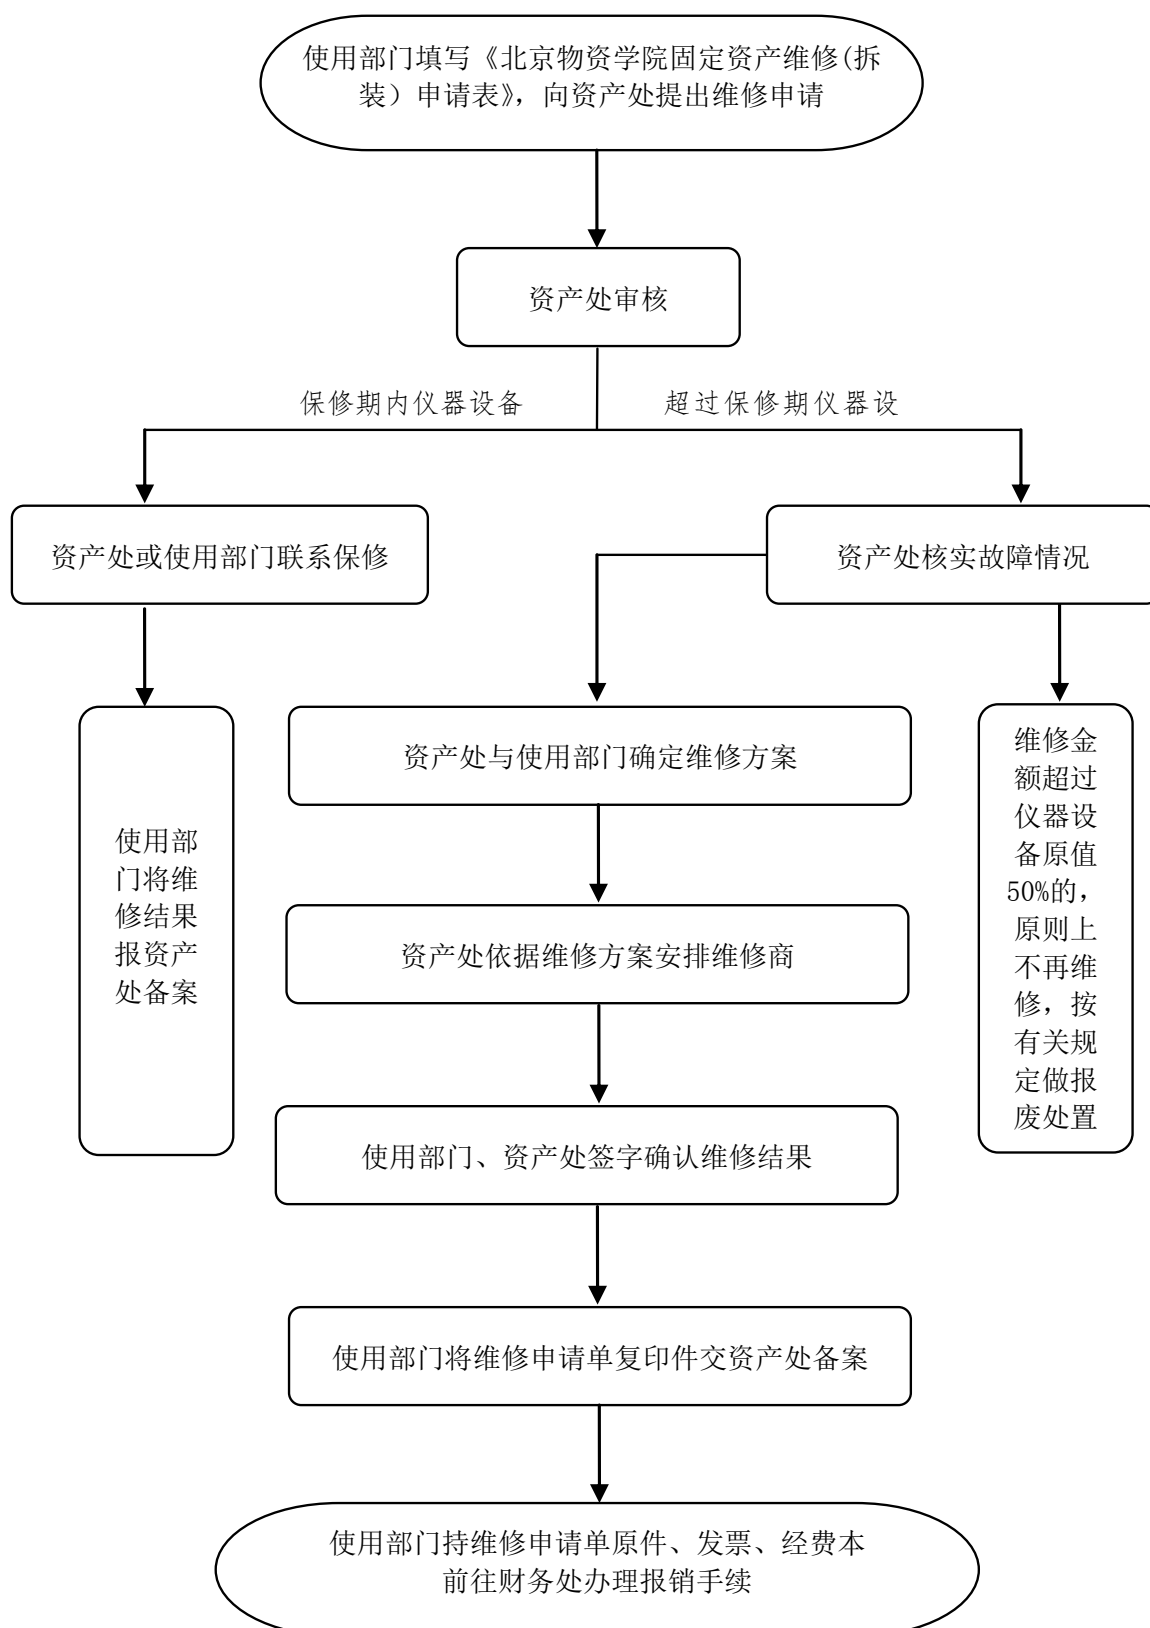 使用部门填写《北京物资学院固定资产维修(拆
装）申请表》，向资产处提出维修申请
资产处审核
保修期内仪器设备
超过保修期仪器设
资产处或使用部门联系保修
资产处核实故障情况
使用部
门将维
修结果
报资产
处备案
资产处与使用部门确定维修方案
资产处依据维修方案安排维修商
使用部门、资产处签字确认维修结果
使用部门将维修申请单复印件交资产处备案
维修金
额超过
仪器设
备原值
50%的，
原则上
不再维
修，按
有关规
定做报
废处置
使用部门持维修申请单原件、发票、经费本
前往财务处办理报销手续